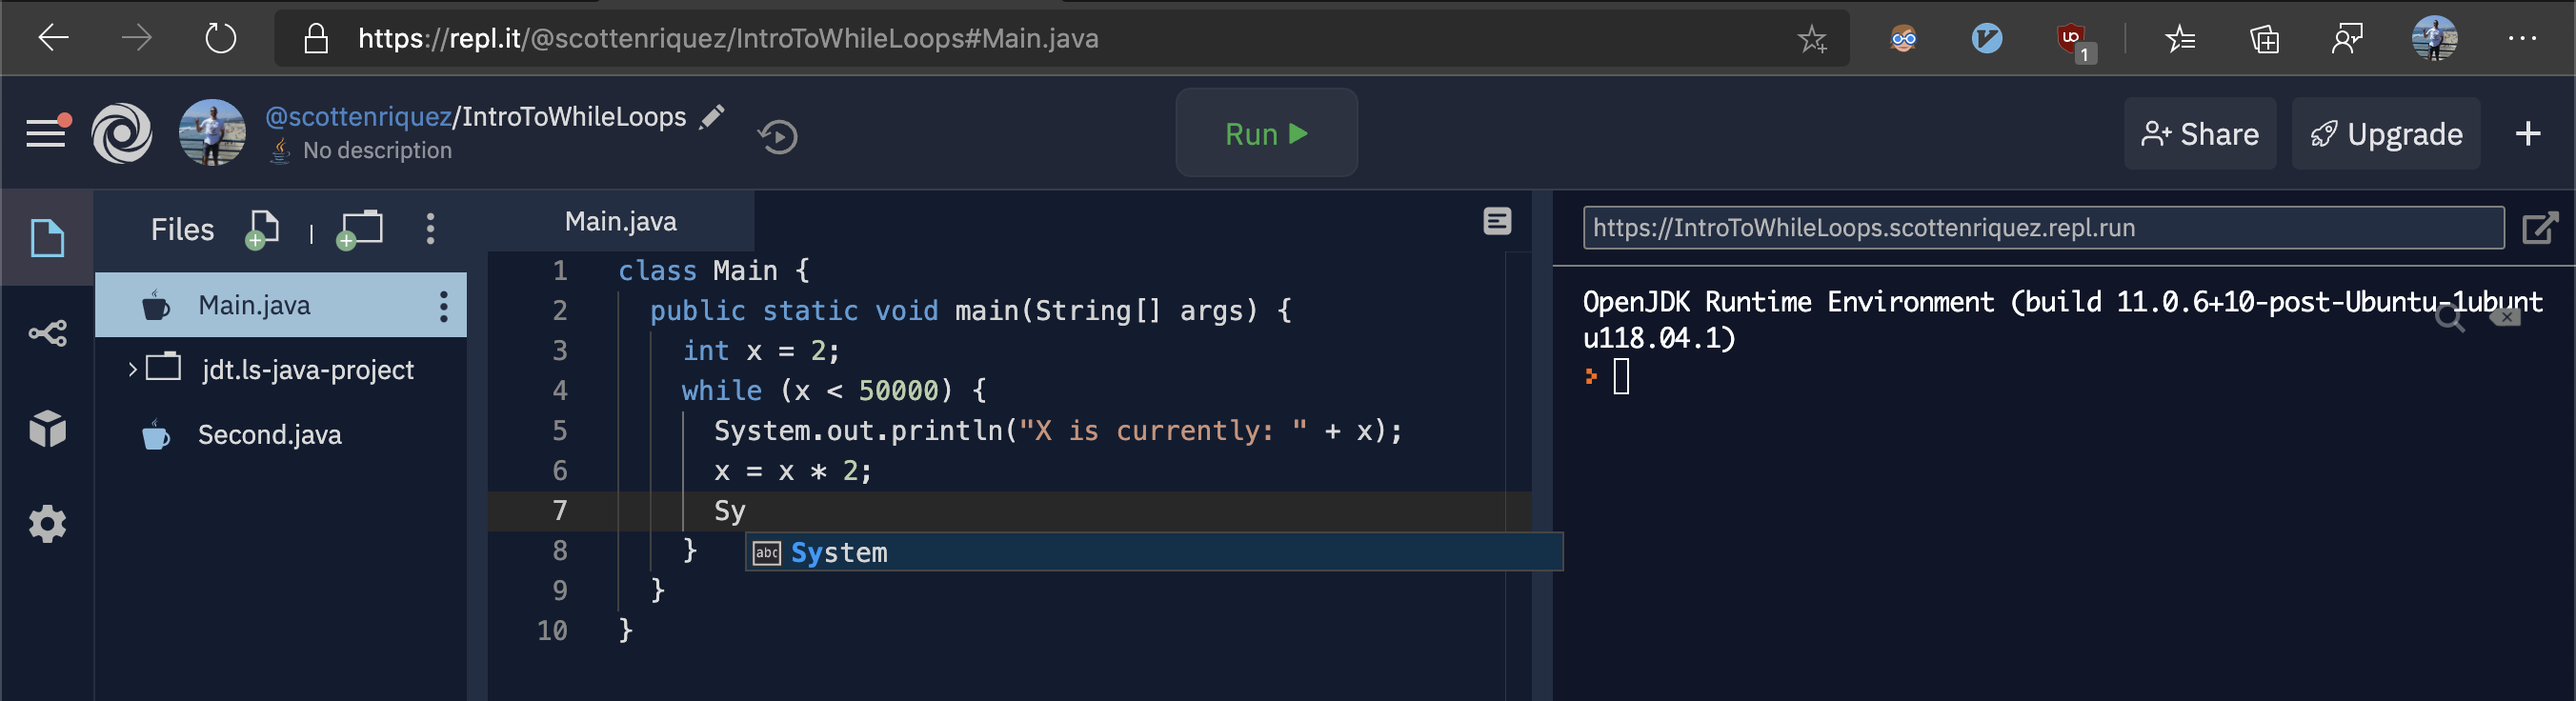 https://repl.it/@scottenriquez/IntroToWhileLoops#Main.java
1
@scottenriquez/IntroToWhileLoops
No description
Run
Share
Upgrade
Files
Main.java
jdt.ls-java-project
Second.java
Main.java
1 class Main {
2 public static void main(String[] args) {
3 int x = 2;
4 while (x < 50000) {
5 System.out.println("X is currently: " + x);
6 x = x * 2;
7 Sy
abc System
8 }
9 }
10 }
https://IntroToWhileLoops.scottenriquez.repl.run
OpenJDK Runtime Environment (build 11.0.6+10-post-Ubuntu-1ubunt
u118.04.1)